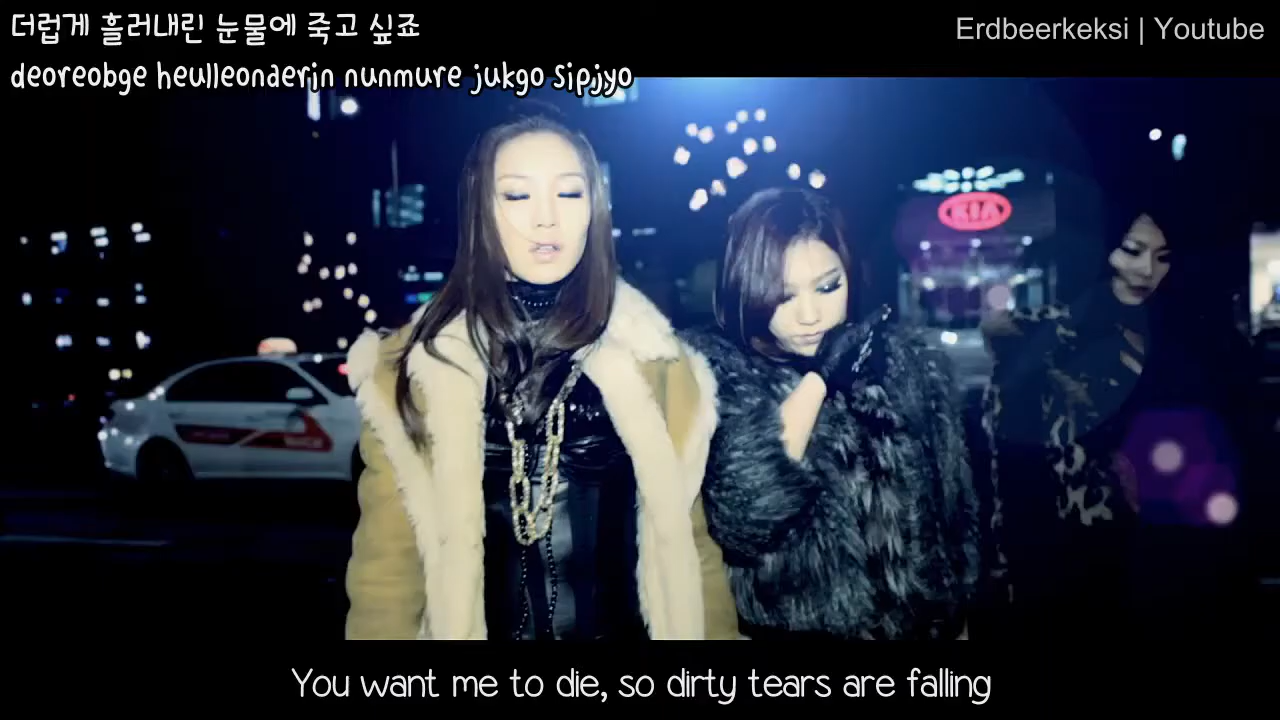 더럽게 흘러내린 눈물에 죽고 싶죠
Erdbeerkeksi | Youtube
deoreobge heulleonaerin nunmure jukgo sipjyo
KIA
You want me to die, so dirty tears are falling